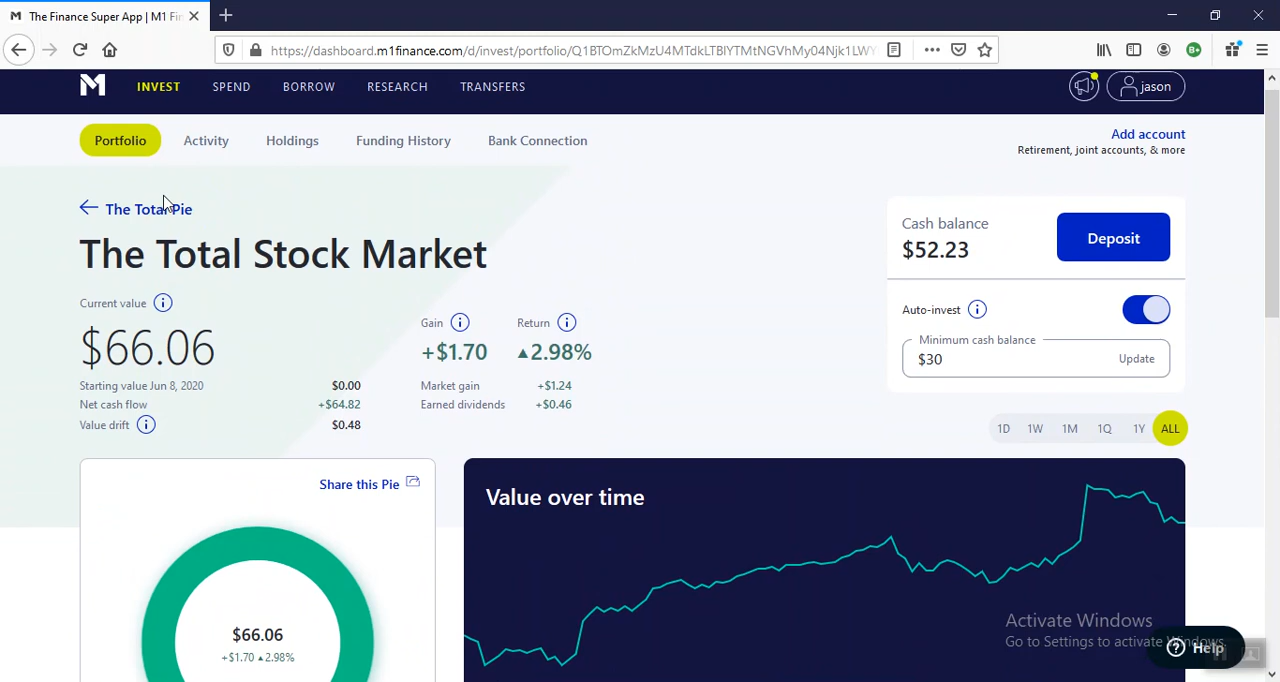 The Finance Super App | M1 Fin
https://dashboard.m1finance.com/d/invest/portfolio/Q1BTOmZkMzU4MTdkLTBlYTMtNGVhMy04Njk1LWY
INVEST SPEND BORROW RESEARCH TRANSFERS
jason
Portfolio Activity Holdings Funding History Bank Connection
Add account
Retirement, joint accounts, & more
The Total Pie
The Total Stock Market
Cash balance
$52.23
Deposit
Current value
$66.06
Gain Return
+$1.70 ▲2.98%
Auto-invest
Minimum cash balance
$30 Update
Starting value Jun 8, 2020 $0.00
Net cash flow +$64.82
Value drift $0.48
Market gain +$1.24
Earned dividends +$0.46
1D 1W 1M 1Q 1Y ALL
Share this Pie
$66.06
+$1.70 ▲2.98%
Value over time
Activate Windows
Go to Settings to activate Windows.
Help